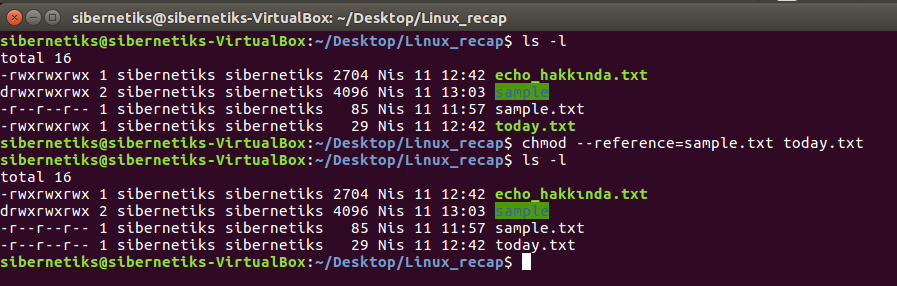 sibernetiks@sibernetiks-VirtualBox: ~/Desktop/Linux_recap
sibernetiks@sibernetiks-VirtualBox:~/Desktop/Linux_recap$ ls -l
total 16
-rwxrwxrwx 1 sibernetiks sibernetiks 2704 Nis 11 12:42 echo_hakkında.txt
drwxrwxrwx 2 sibernetiks sibernetiks 4096 Nis 11 13:03 sample
-r--r--r-- 1 sibernetiks sibernetiks   85 Nis 11 11:57 sample.txt
-rwxrwxrwx 1 sibernetiks sibernetiks   29 Nis 11 12:42 today.txt
sibernetiks@sibernetiks-VirtualBox:~/Desktop/Linux_recap$ chmod --reference=sample.txt today.txt
sibernetiks@sibernetiks-VirtualBox:~/Desktop/Linux_recap$ ls -l
total 16
-rwxrwxrwx 1 sibernetiks sibernetiks 2704 Nis 11 12:42 echo_hakkında.txt
drwxrwxrwx 2 sibernetiks sibernetiks 4096 Nis 11 13:03 sample
-r--r--r-- 1 sibernetiks sibernetiks   85 Nis 11 11:57 sample.txt
-r--r--r-- 1 sibernetiks sibernetiks   29 Nis 11 12:42 today.txt
sibernetiks@sibernetiks-VirtualBox:~/Desktop/Linux_recap$